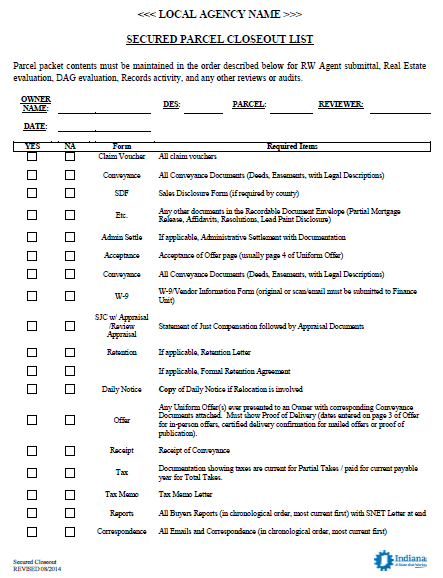 <<< LOCAL AGENCY NAME >>>
SECURED PARCEL CLOSEOUT LIST
Parcel packet contents must be maintained in the order described below for RW Agent submittal, Real Estate
evaluation, DAG evaluation, Records activity, and any other reviews or audits.
OWNER
NAME: DES: PARCEL: REVIEWER:
DATE:
YES NA Form Required Items
Claim Voucher All claim vouchers
Conveyance All Conveyance Documents (Deeds, Easements, with Legal Descriptions)
SDF Sales Disclosure Form (if required by county)
Etc. Any other documents in the Recordable Document Envelope (Partial Mortgage
Release, Affidavits, Resolutions, Lead Paint Disclosure)
Admin Settle If applicable, Administrative Settlement with Documentation
Acceptance Acceptance of Offer page (usually page 4 of Uniform Offer)
Conveyance All Conveyance Documents (Deeds, Easements, with Legal Descriptions)
W-9 W-9/Vendor Information Form (original or scan/email must be submitted to Finance
Unit)
SJC w/ Appraisal
/Review
Appraisal Statement of Just Compensation followed by Appraisal Documents
Retention If applicable, Retention Letter
If applicable, Formal Retention Agreement
Daily Notice Copy of Daily Notice if Relocation is involved
Offer Any Uniform Offer(s) ever presented to an Owner with corresponding Conveyance
Documents attached. Must show Proof of Delivery (dates entered on page 3 of Offer
for in-person offers, certified delivery confirmation for mailed offers or proof of
publication).
Receipt Receipt of Conveyance
Tax Documentation showing taxes are current for Partial Takes / paid for current payable
year for Total Takes.
Tax Memo Tax Memo Letter
Reports All Buyers Reports (in chronological order, most current first) with SNET Letter at end
Correspondence All Emails and Correspondence (in chronological order, most current first)
Secured Closeout
REVISED 08/2014
Indiana
A State that Works